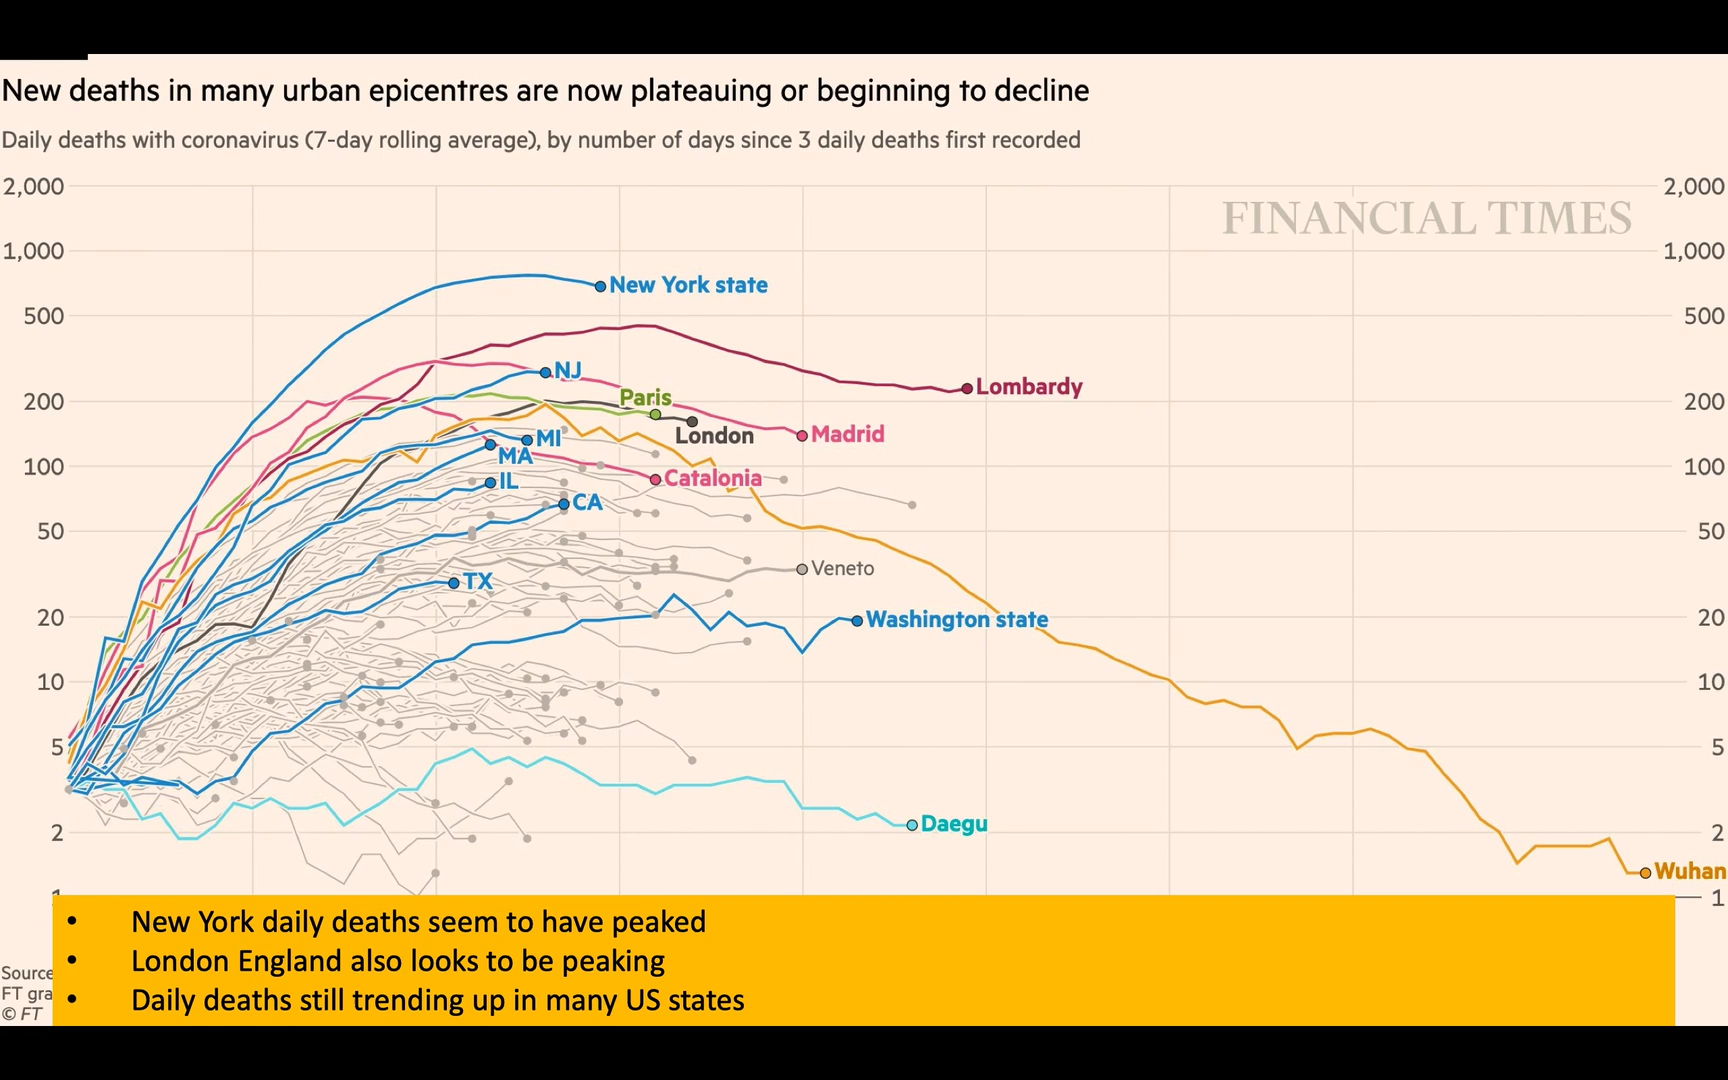 New deaths in many urban epicentres are now plateauing or beginning to decline
Daily deaths with coronavirus (7-day rolling average), by number of days since 3 daily deaths first recorded
2,000
2,000
FINANCIAL TIMES
1,000
1,000
New York state
500
500
NJ
Lombardy
Paris
200
200
London
Madrid
MI
MA
100
100
Catalonia
IL
CA
50
50
Veneto
TX
20
Washington state
20
10
10
5
5
Daegu
2
2
Wuhan
1
1
• New York daily deaths seem to have peaked
• London England also looks to be peaking
• Daily deaths still trending up in many US states
Source
FT gra
© FT